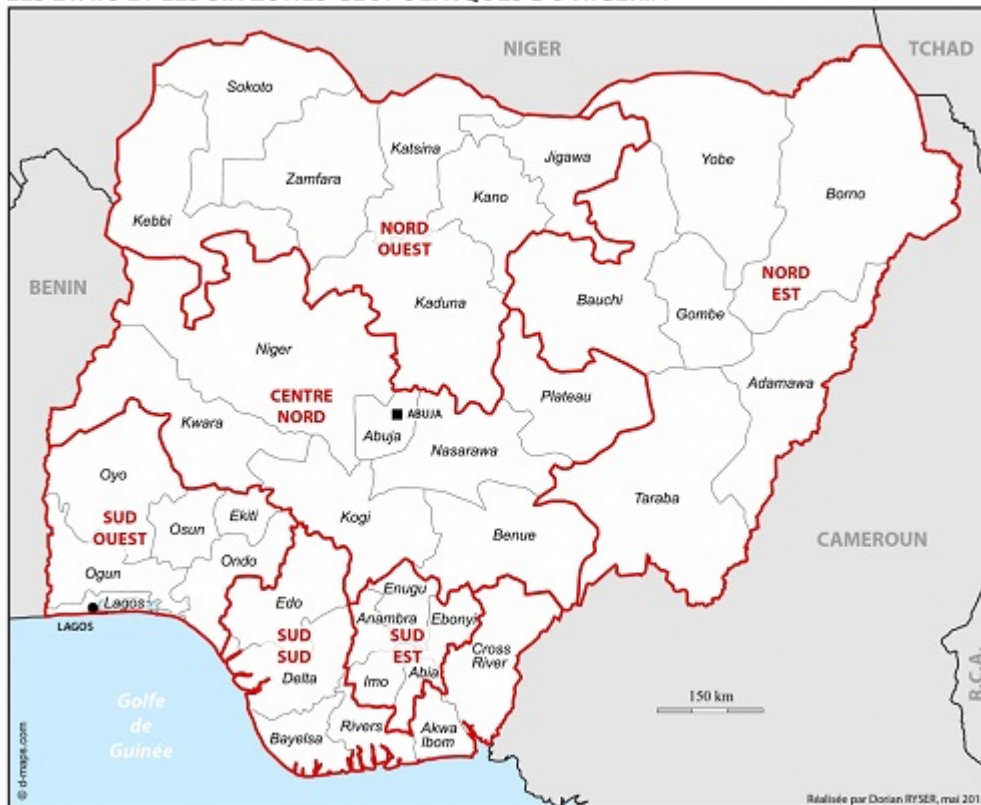 NIGER
TCHAD
Sokoto
Katsina
Jigawa
Yobe
Zamfara
Kano
Borno
Kebbi
NORD
OUEST
NORD
EST
BENIN
Kaduna
Bauchi
Gombe
Niger
Adamawa
CENTRE
NORD
Plateau
ABUJA
Abuja
Kwara
Nasarawa
Oyo
Taraba
Kogi
SUD
OUEST
Osun
Ekiti
Benue
CAMEROUN
Ondo
Ogun
Enugu
Edo
Lagos
Anambra
Ebonyi
LAGOS
SUD
SUD
SUD
EST
Cross
River
Delta
Imo
Abia
R.C.A.
150 km
Golfe
de
Guinée
Rivers
Akwa
Ibom
Bayelsa
© d-maps.com
Réalisée par Dorian RYSER, mai 201